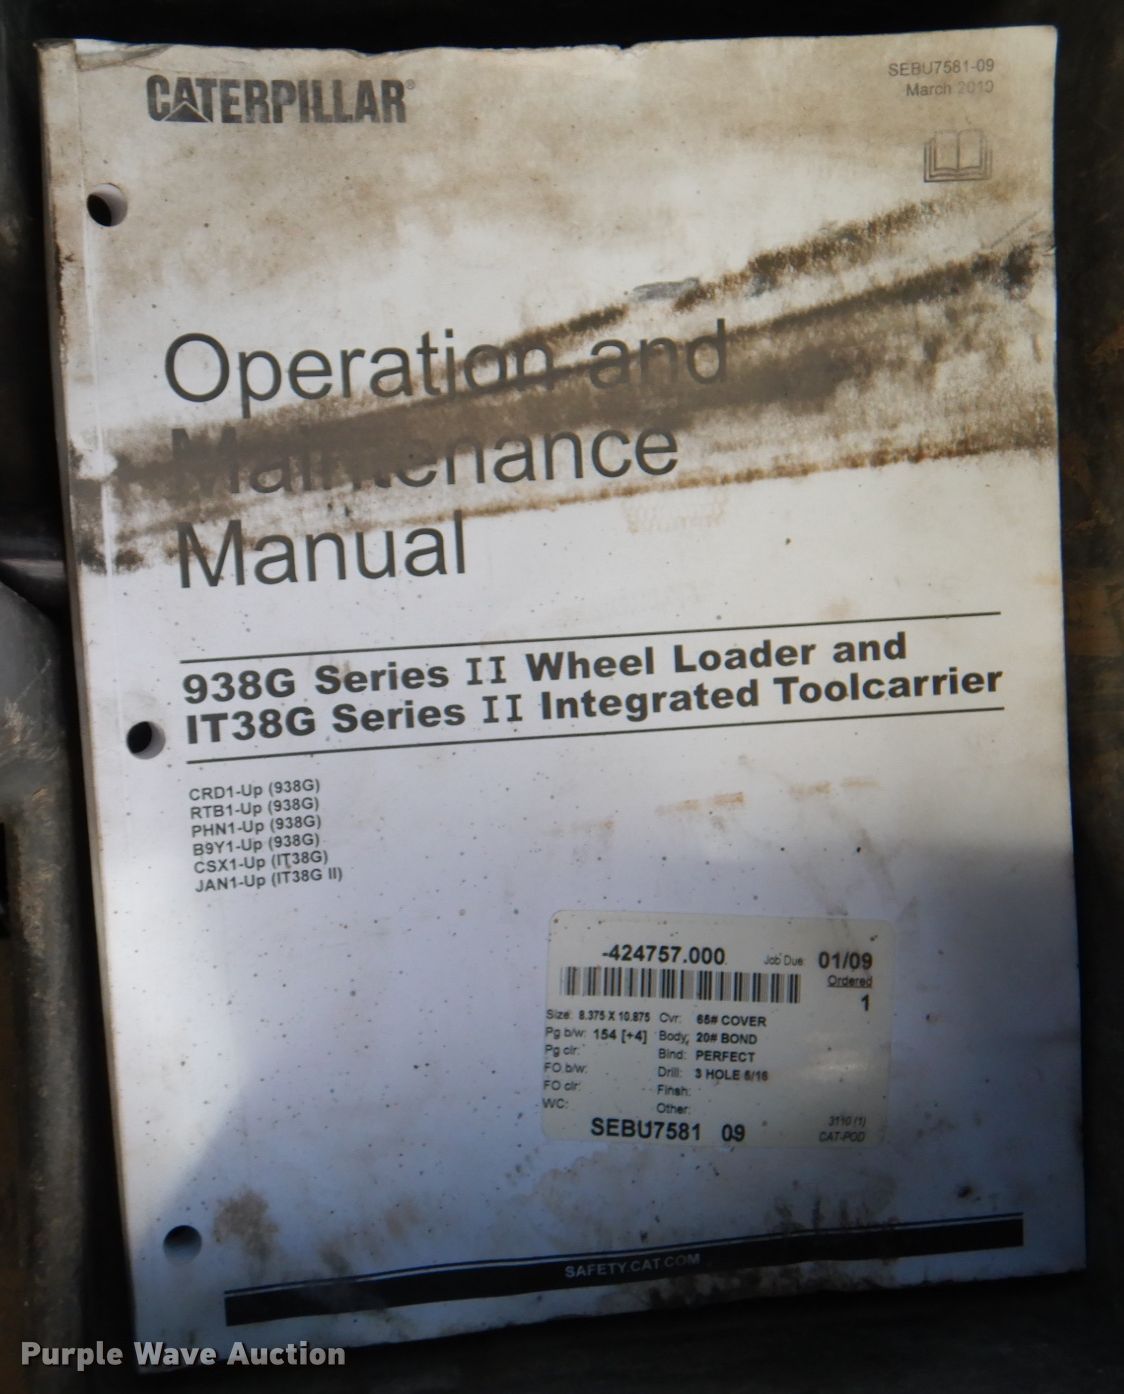 CATERPILLAR®
SEBU7581-09
March 2010
Operation and
Maintenance
Manual
938G Series II Wheel Loader and
IT38G Series II Integrated Toolcarrier
CRD1-Up (938G)
RTB1-Up (938G)
PHN1-Up (938G)
B9Y1-Up (938G)
CSX1-Up (IT38G)
JAN1-Up (IT38G II)
-424757.000 Job Due: 01/09
Ordered
1
Size: 8.375 X 10.875 Cvr: 65# COVER
Pg b/w: 154 [+4] Body: 20# BOND
Pg clr: Bind: PERFECT
FO b/w: Drill: 3 HOLE 5/16
FO clr: Finsh:
WC: Other:
SEBU7581 09
3110 (1)
CAT-POD
SAFETY.CAT.COM
Purple Wave Auction